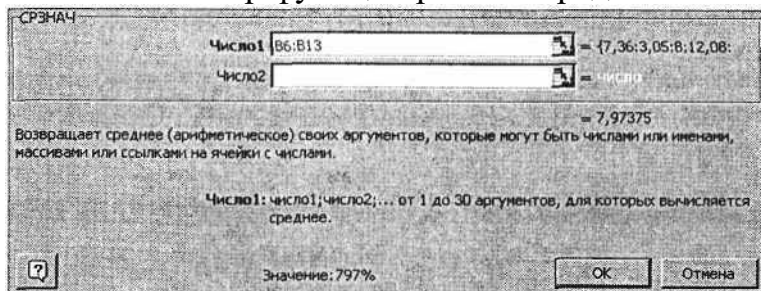 СРЗНАЧ
Число1 B6:B13 = {7,36:3,05:8:12,08:
Число2 = число
= 7,97375
Возвращает среднее (арифметическое) своих аргументов, которые могут быть числами или именами,
массивами или ссылками на ячейки с числами.
Число1: число1;число2;... от 1 до 30 аргументов, для которых вычисляется
среднее.
Значение:797%
OK
Отмена